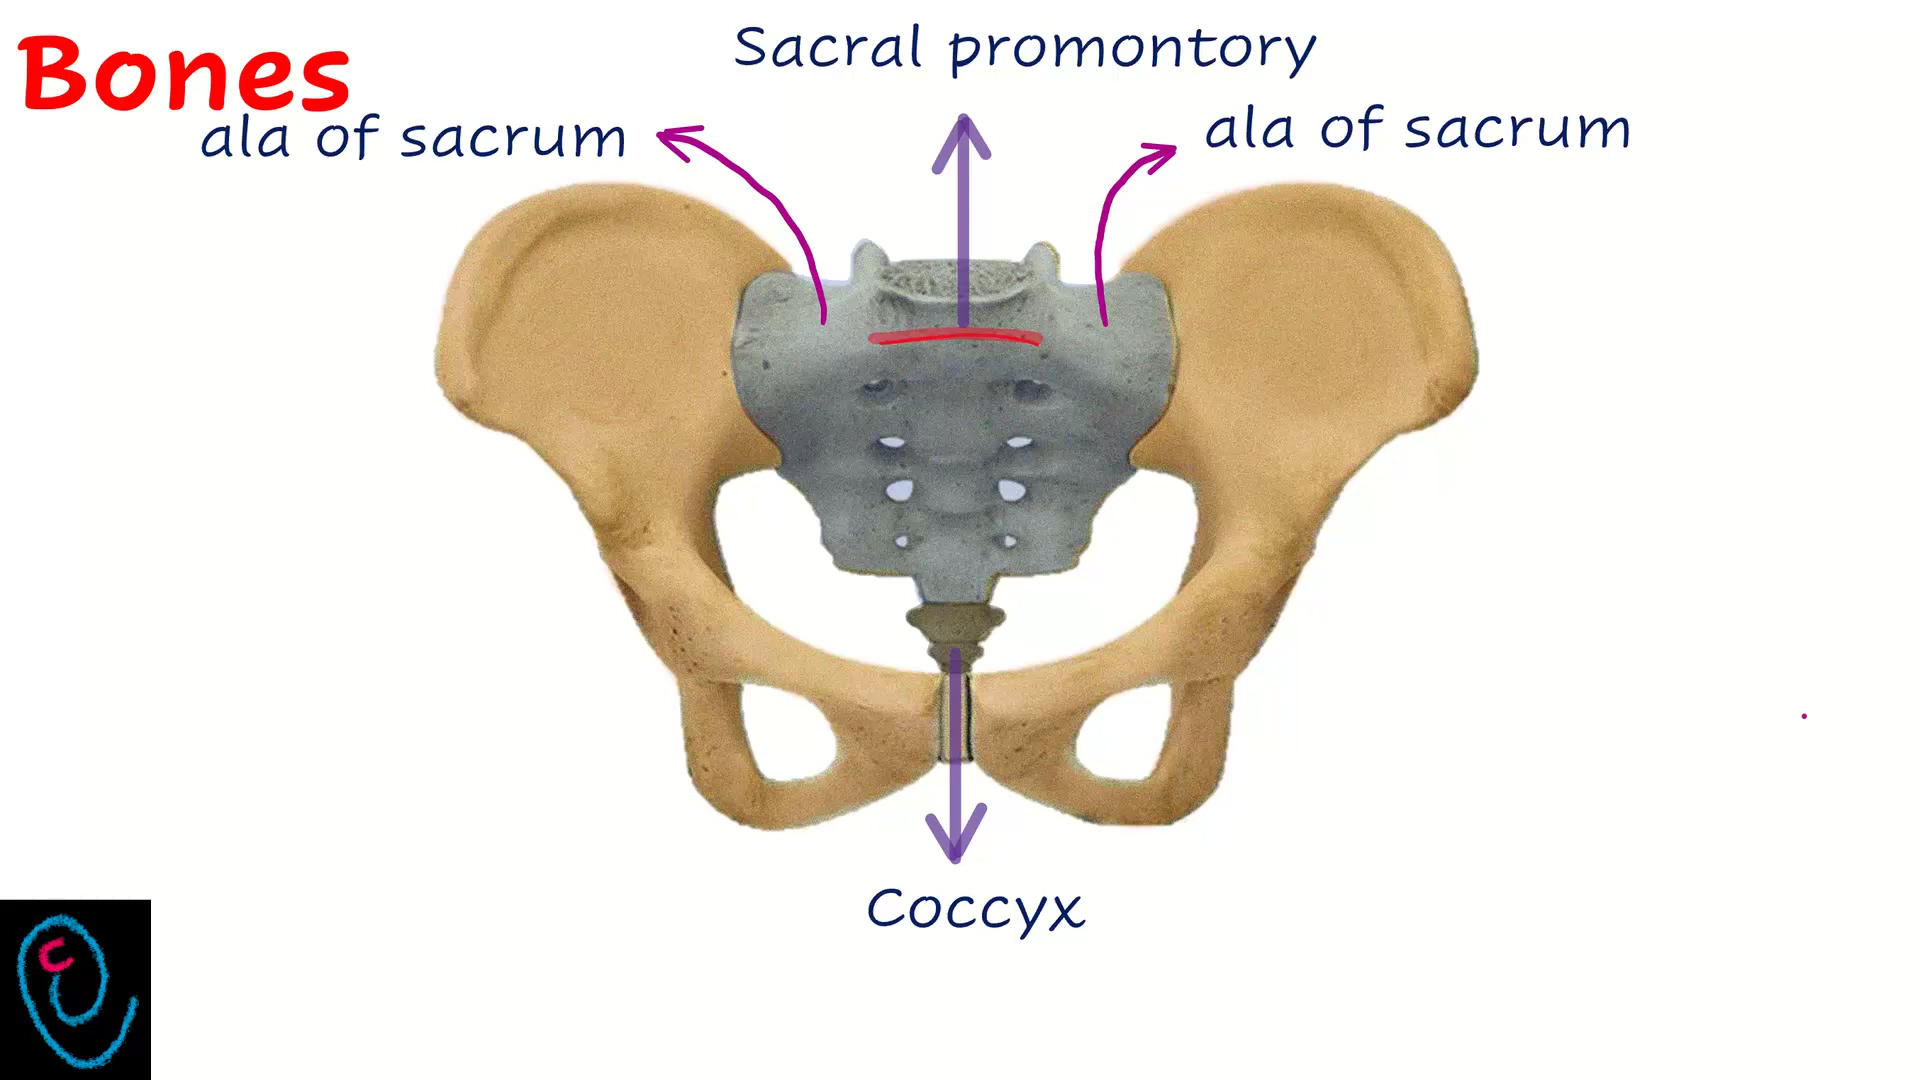 Sacral promontory
Bones
ala of sacrum
ala of sacrum
Coccyx